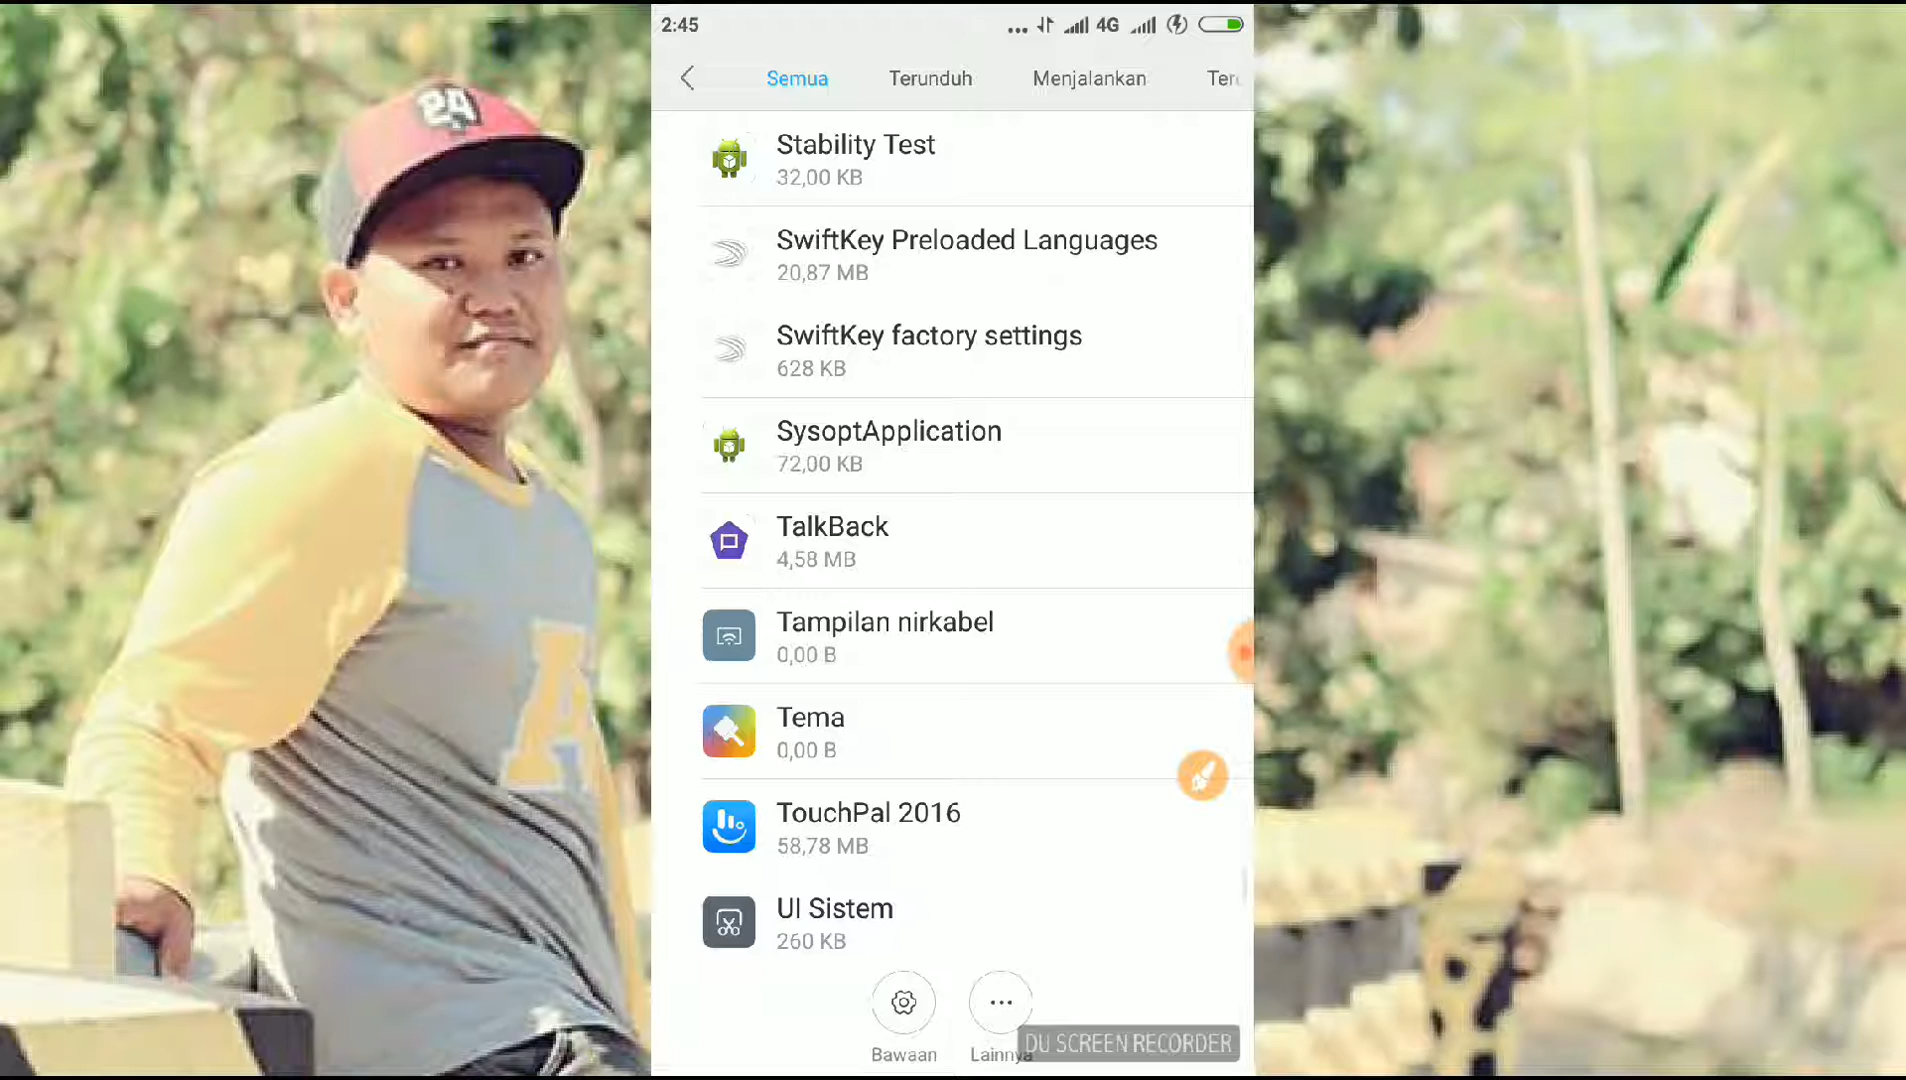 2:45
4G
Semua
Terunduh
Menjalankan
Stability Test
32,00 KB
SwiftKey Preloaded Languages
20,87 MB
SwiftKey factory settings
628 KB
SysoptApplication
72,00 KB
TalkBack
4,58 MB
Tampilan nirkabel
0,00 B
Tema
0,00 B
TouchPal 2016
58,78 MB
UI Sistem
260 KB
Bawaan
Lainnya
DU SCREEN RECORDER
24
A